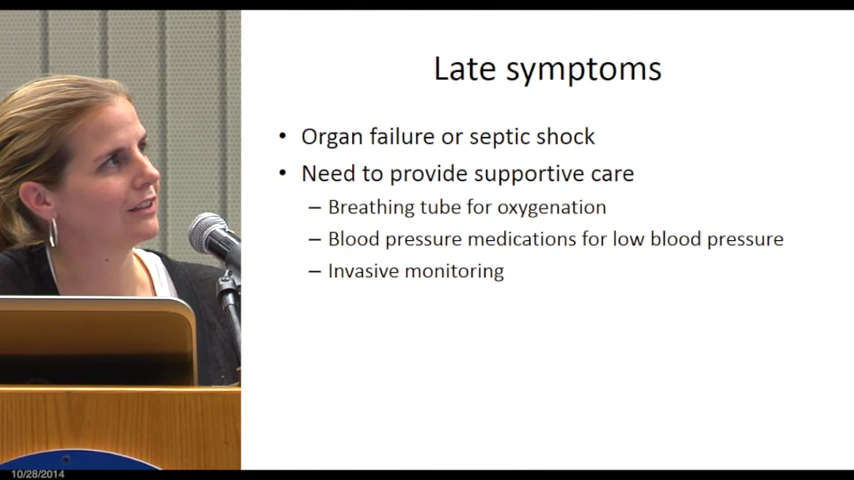 Late symptoms
• Organ failure or septic shock
• Need to provide supportive care
– Breathing tube for oxygenation
– Blood pressure medications for low blood pressure
– Invasive monitoring
10/28/2014